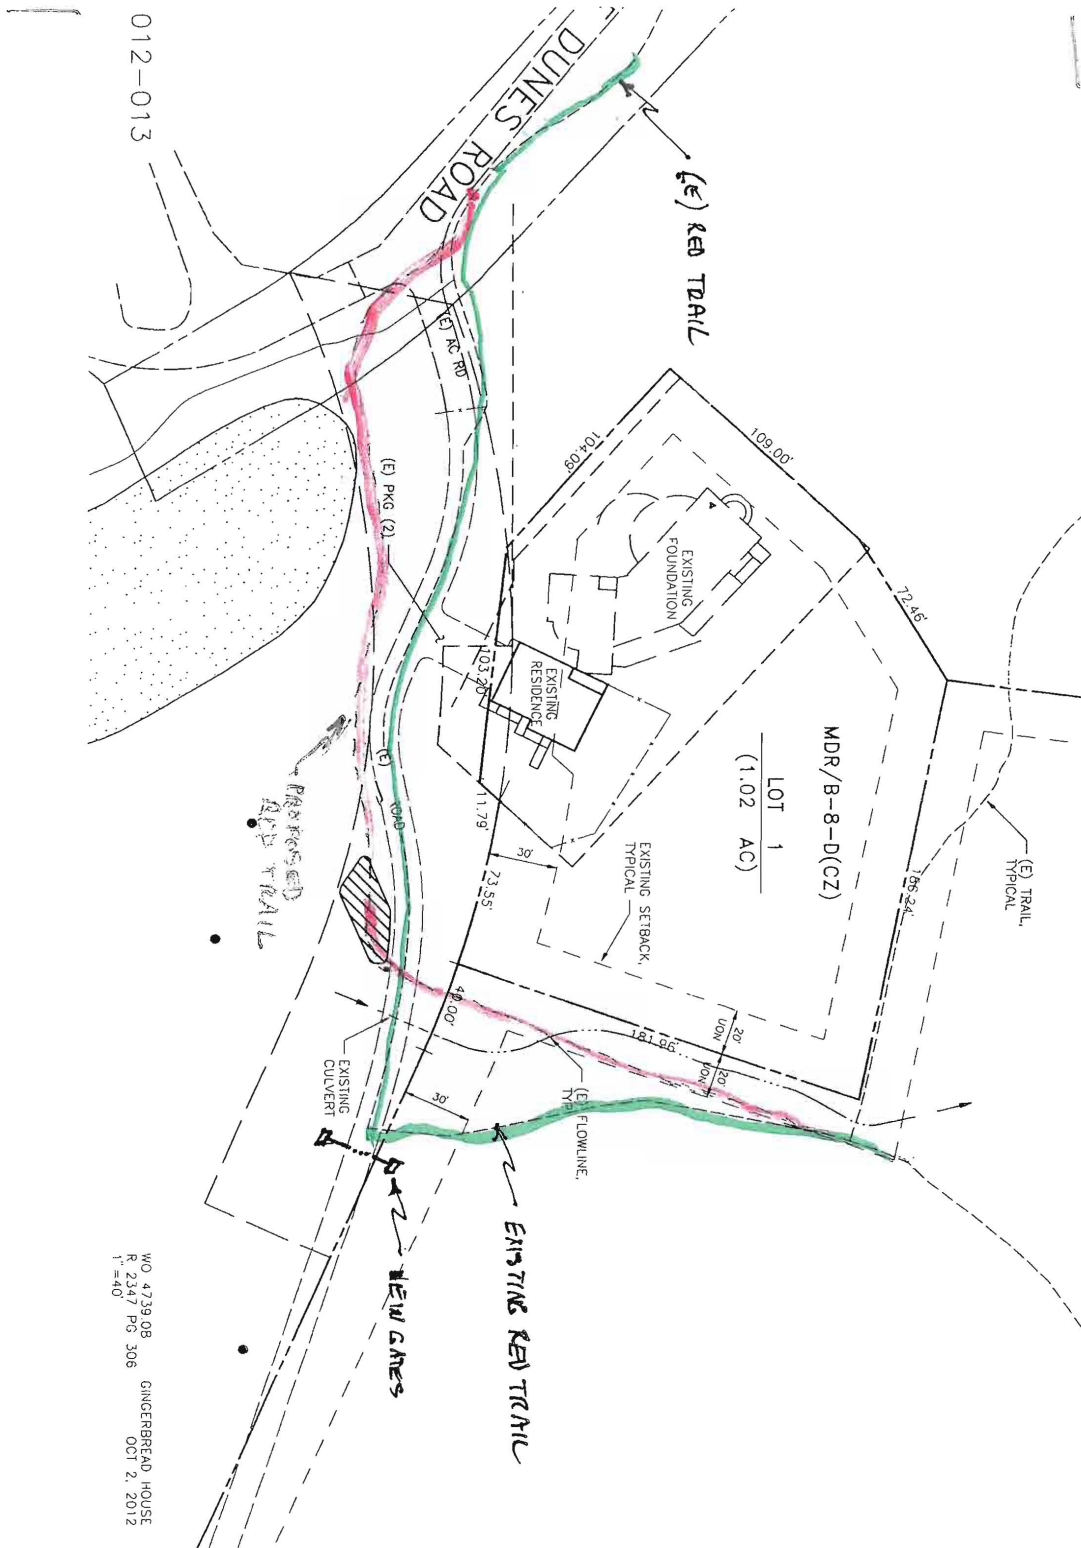 012-013
DUNES ROAD
(E) RED TRAIL
(E) AC RD
(E) PKG (2)
104.09'
109.00'
72.46'
EXISTING
FOUNDATION
EXISTING
RESIDENCE
103.20'
11.79'
MDR/B-8-D(CZ)
LOT 1
(1.02 AC)
(E) TRAIL,
TYPICAL
EXISTING SETBACK,
TYPICAL
30'
73.55'
(E)
ROAD
PROPOSED
RED TRAIL
40.00'
181.96'
20'
UON
20'
UON
(E) FLOWLINE,
TYP
EXISTING
CULVERT
30'
EXISTING RED TRAIL
NEW GATES
WO 4739.08 GINGERBREAD HOUSE
R 2347 PG 306 OCT 2, 2012
1"=40'